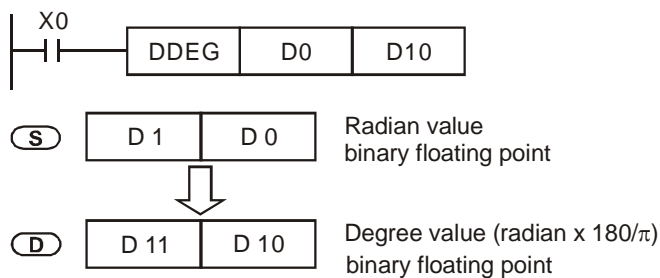 X0
DDEG D0 D10
S D 1 D 0 Radian value
binary floating point
D D 11 D 10 Degree value (radian x 180/π)
binary floating point